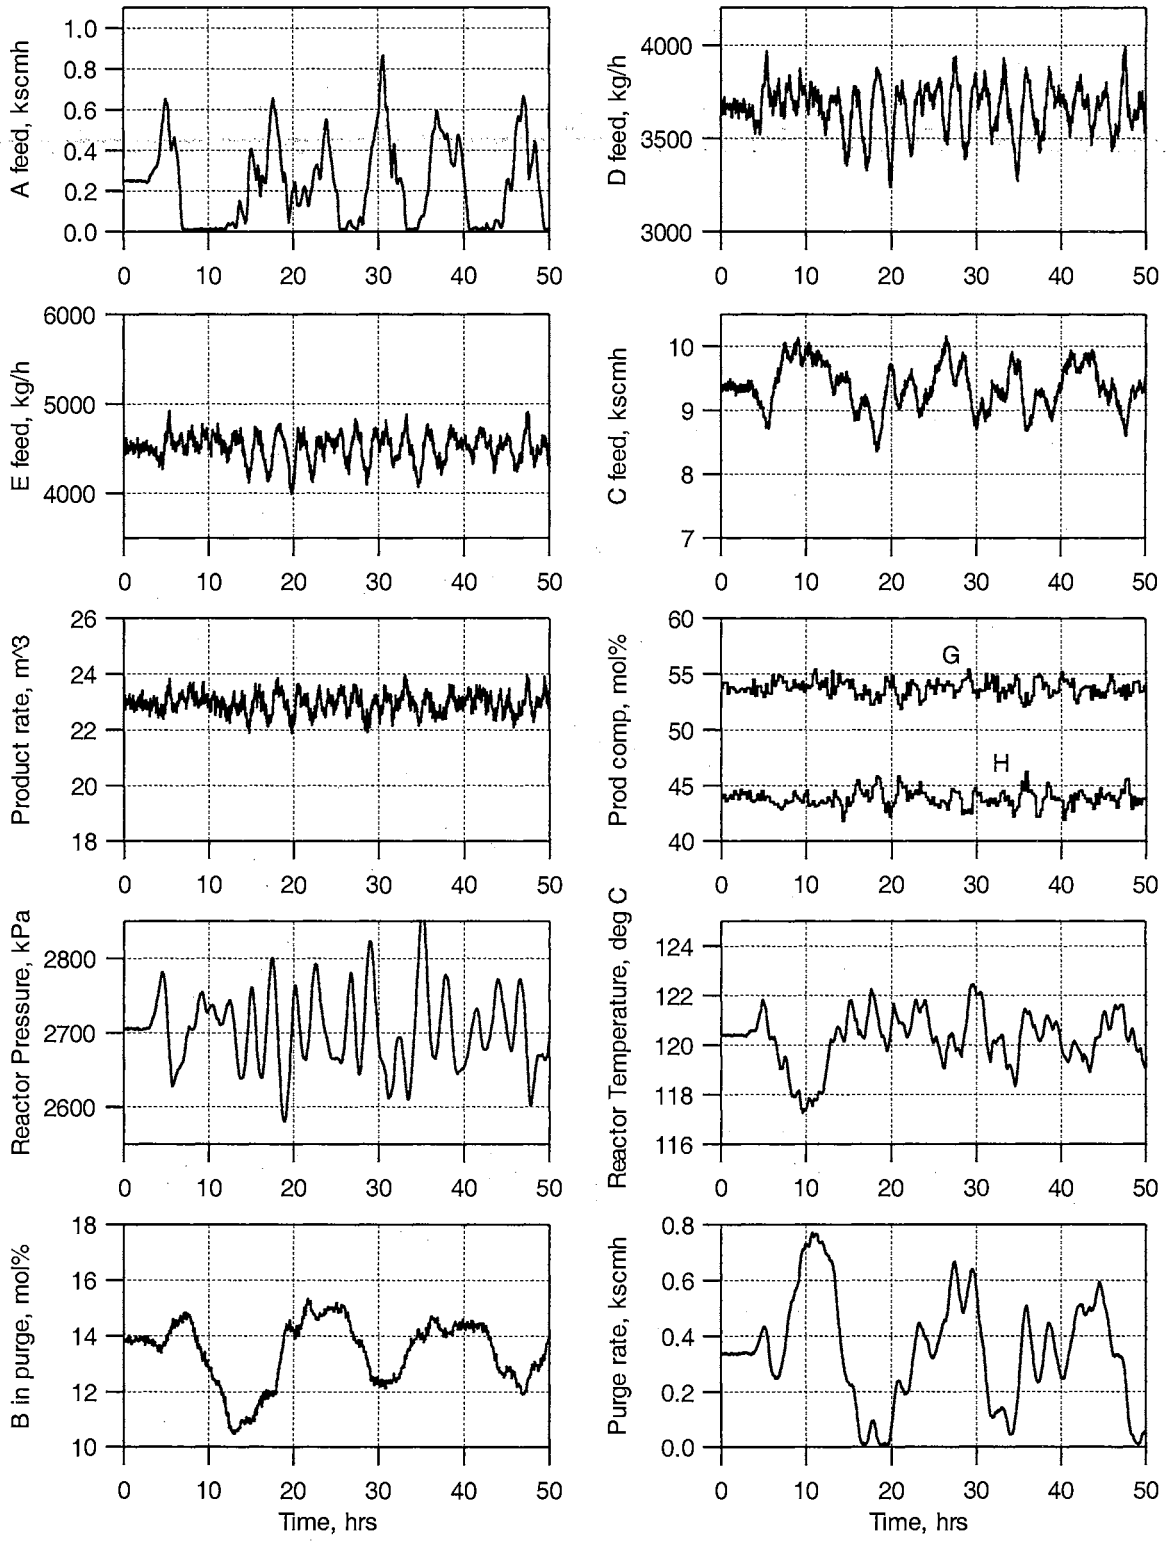 A feed, kscmh
1.0
0.8
0.6
0.4
0.2
0.0
0 10 20 30 40 50
D feed, kg/h
4000
3500
3000
0 10 20 30 40 50
E feed, kg/h
6000
5000
4000
0 10 20 30 40 50
C feed, kscmh
10
9
8
7
0 10 20 30 40 50
Product rate, m^3
26
24
22
20
18
0 10 20 30 40 50
Prod comp, mol%
60
55
50
45
40
G
H
0 10 20 30 40 50
Reactor Pressure, kPa
2800
2700
2600
0 10 20 30 40 50
Reactor Temperature, deg C
124
122
120
118
116
0 10 20 30 40 50
B in purge, mol%
18
16
14
12
10
0 10 20 30 40 50
Time, hrs
Purge rate, kscmh
0.8
0.6
0.4
0.2
0.0
0 10 20 30 40 50
Time, hrs